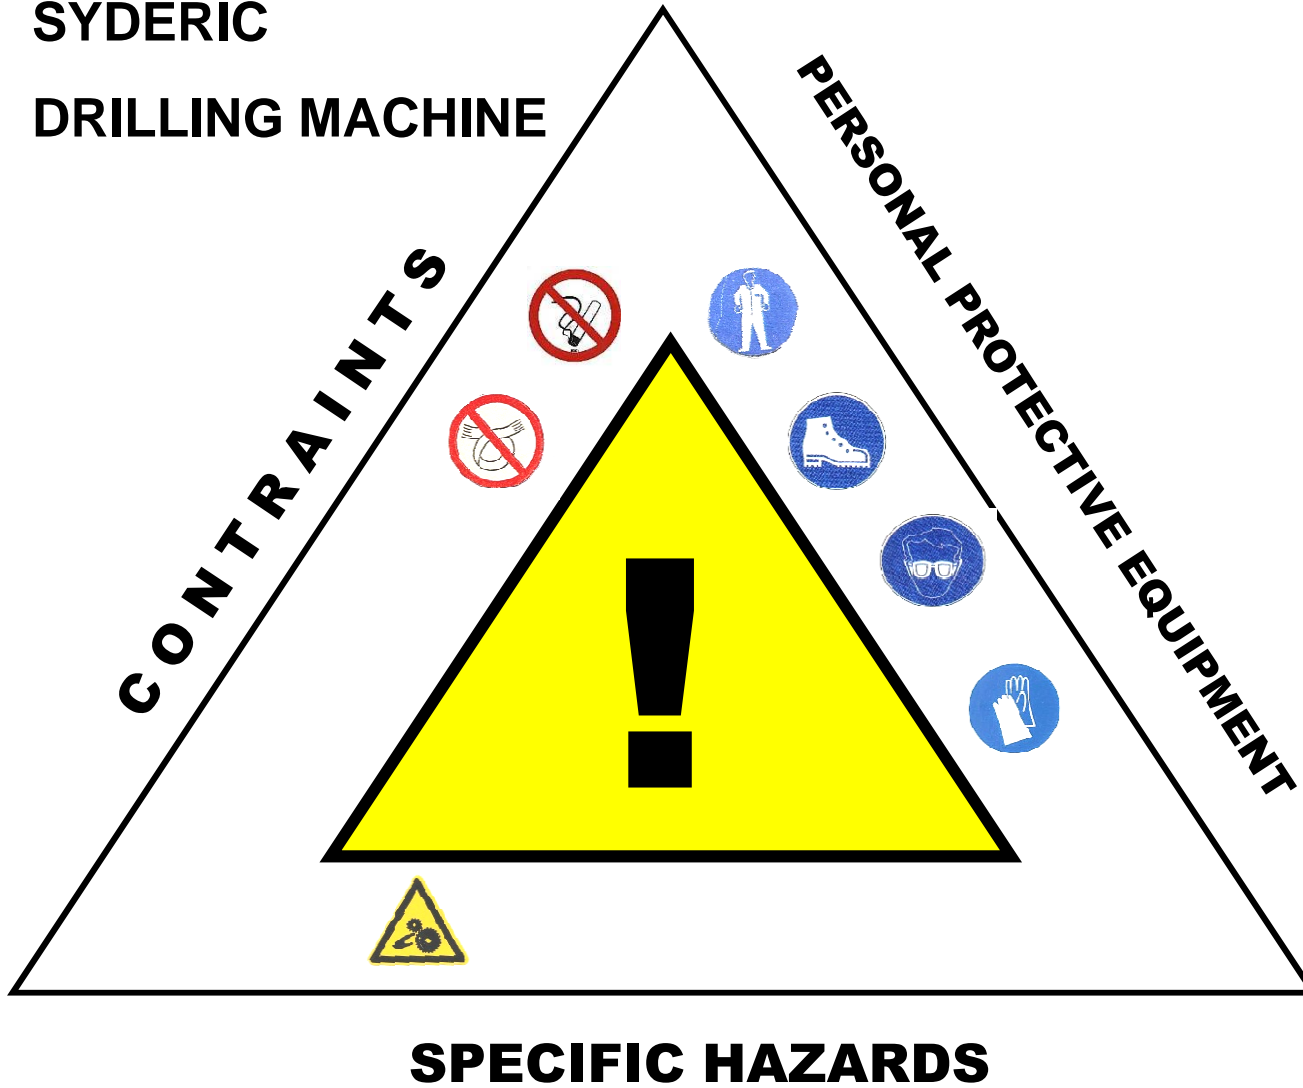 SYDERIC
DRILLING MACHINE
CONTRAINTS
PERSONAL PROTECTIVE EQUIPMENT
!
SPECIFIC HAZARDS